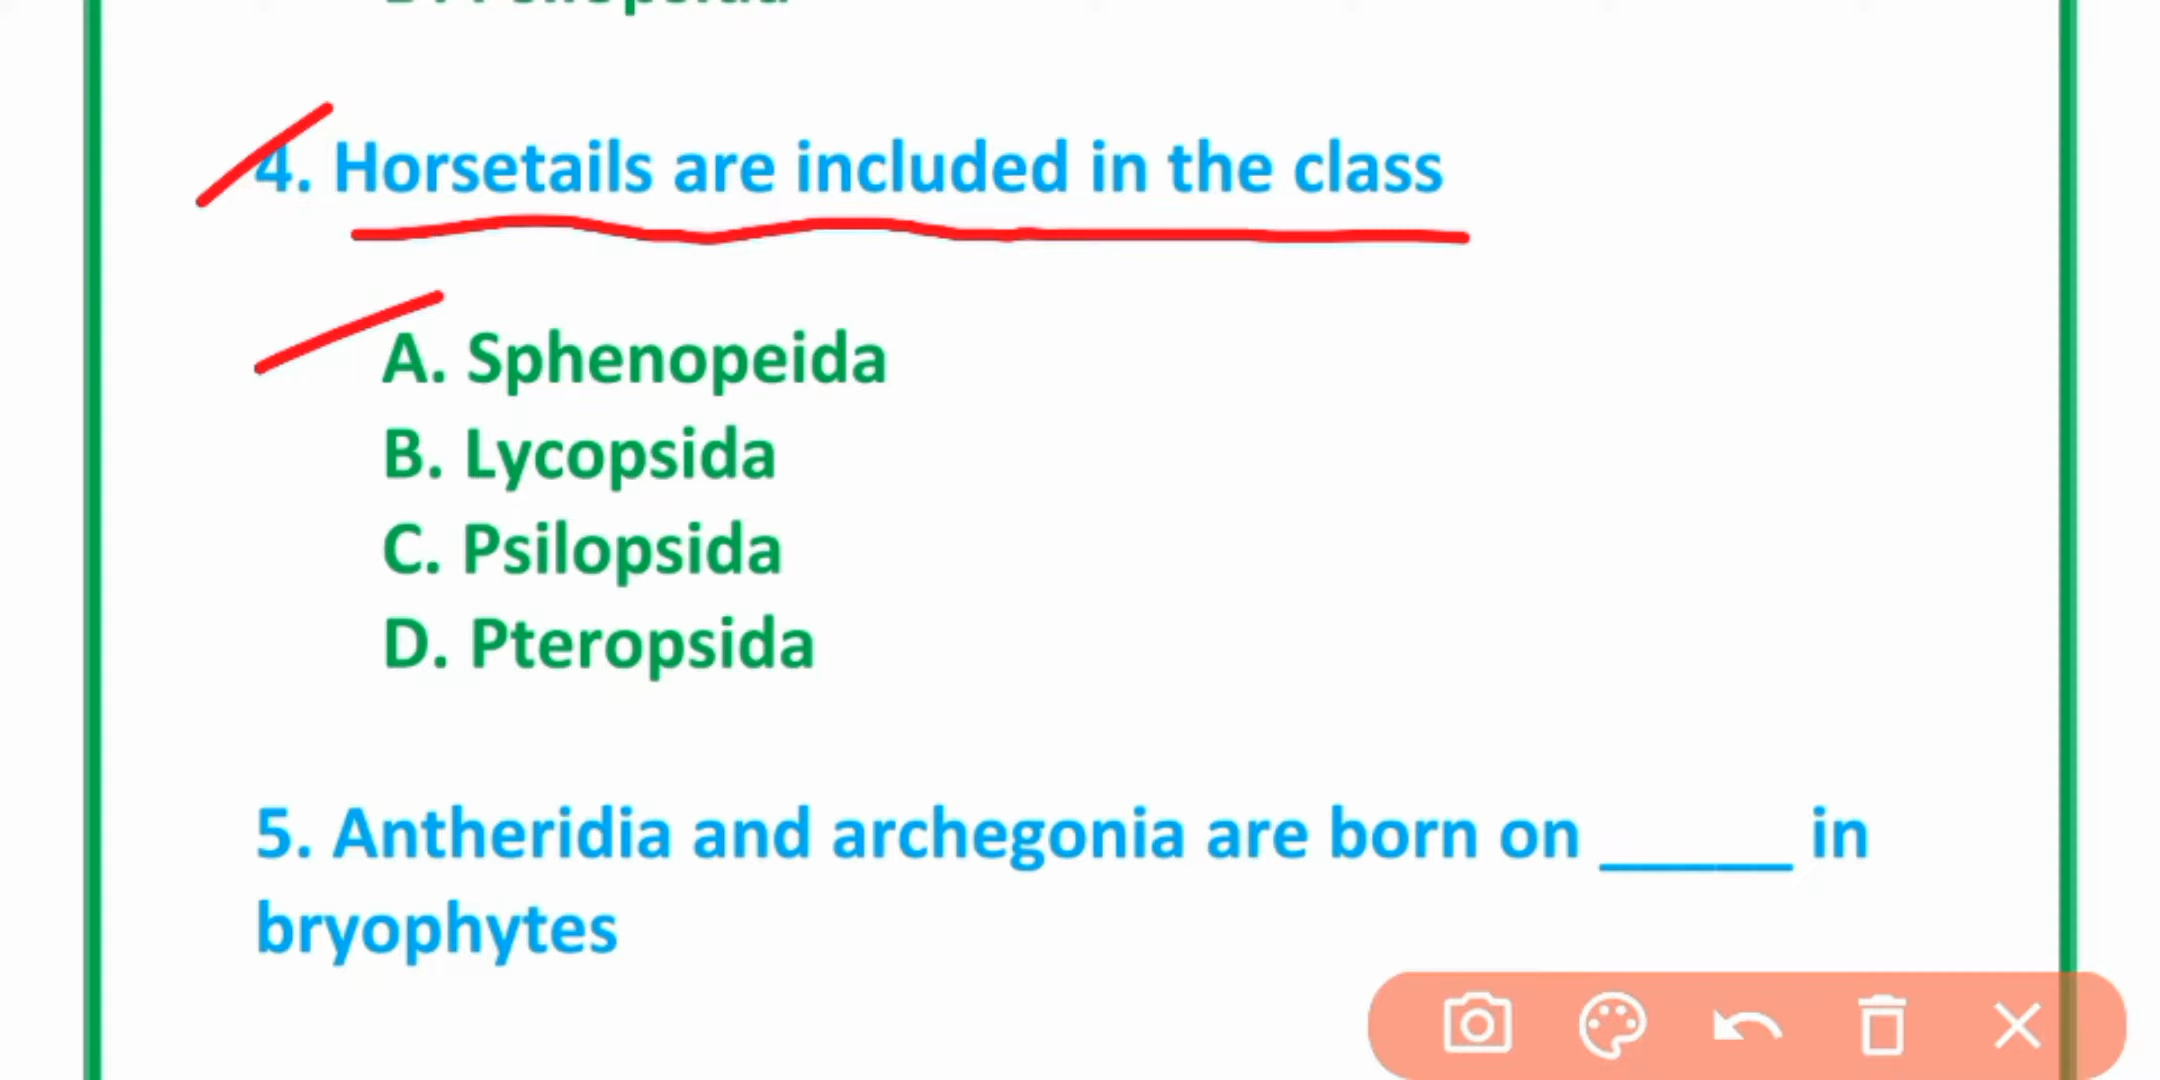 4. Horsetails are included in the class
A. Sphenopeida
B. Lycopsida
C. Psilopsida
D. Pteropsida
5. Antheridia and archegonia are born on _____ in
bryophytes